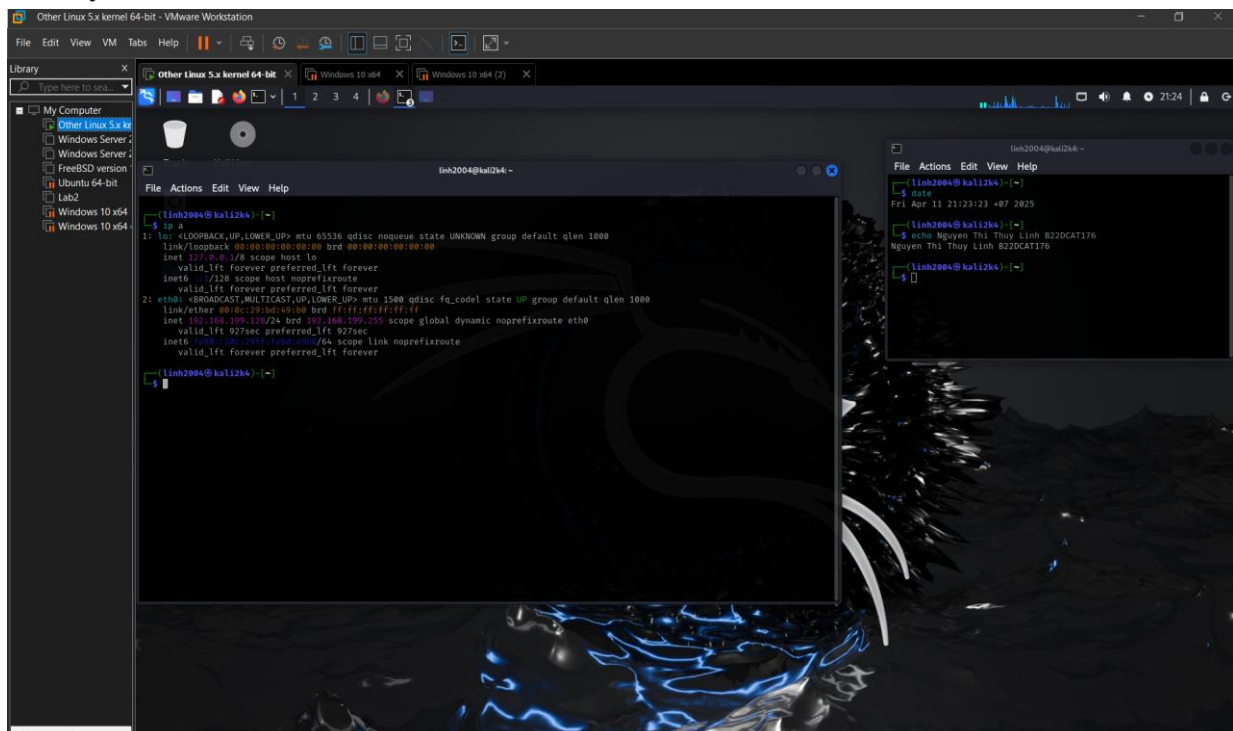 Other Linux 5.x kernel 64-bit - VMware Workstation
File Edit View VM Tabs Help
Library
Type here to sea...
My Computer
Other Linux 5.x ke
Windows Server 2
Windows Server 2
FreeBSD version
Ubuntu 64-bit
Lab2
Windows 10 x64
Windows 10 x64
Other Linux 5.x kernel 64-bit
Windows 10 x64
Windows 10 x64 (2)
1 2 3 4
21:24
linh2004@kali2k4: ~
File Actions Edit View Help
(linh2004㉿kali2k4)-[~]
$ ip a
1: lo: <LOOPBACK,UP,LOWER_UP> mtu 65536 qdisc noqueue state UNKNOWN group default qlen 1000
link/loopback 00:00:00:00:00:00 brd 00:00:00:00:00:00
inet 127.0.0.1/8 scope host lo
valid_lft forever preferred_lft forever
inet6 ::1/128 scope host noprefixroute
valid_lft forever preferred_lft forever
2: eth0: <BROADCAST,MULTICAST,UP,LOWER_UP> mtu 1500 qdisc fq_codel state UP group default qlen 1000
link/ether 00:0c:29:bd:49:b0 brd ff:ff:ff:ff:ff:ff
inet 192.168.199.128/24 brd 192.168.199.255 scope global dynamic noprefixroute eth0
valid_lft 927sec preferred_lft 927sec
inet6 /64 scope link noprefixroute
valid_lft forever preferred_lft forever
(linh2004㉿kali2k4)-[~]
$
linh2004@kali2k4: ~
File Actions Edit View Help
(linh2004㉿kali2k4)-[~]
$ date
Fri Apr 11 21:23:23 +07 2025
(linh2004㉿kali2k4)-[~]
$ echo Nguyen Thi Thuy Linh B22DCAT176
Nguyen Thi Thuy Linh B22DCAT176
(linh2004㉿kali2k4)-[~]
$